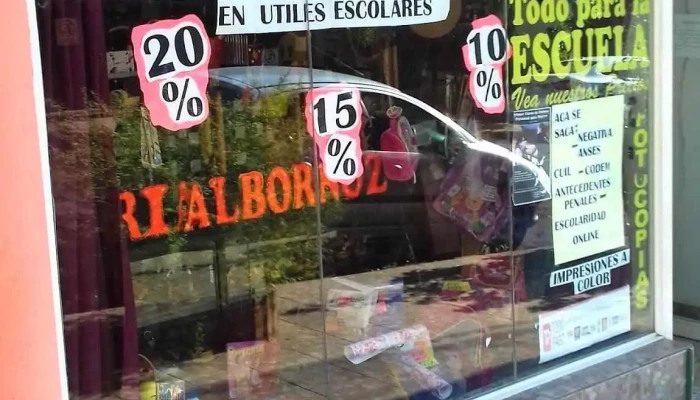 EN UTILES ESCOLARES
20
%
15
%
10
%
Todo para la
ESCUELA
Vea nuestros
RIA ALBORNOZ
ACA SE
SACA:
- NEGATIVA
ANSES
CUIL - CODEM
ANTECEDENTES
PENALES -
ESCOLARIDAD
ONLINE
FOTOCOPIAS
IMPRESIONES A
COLOR